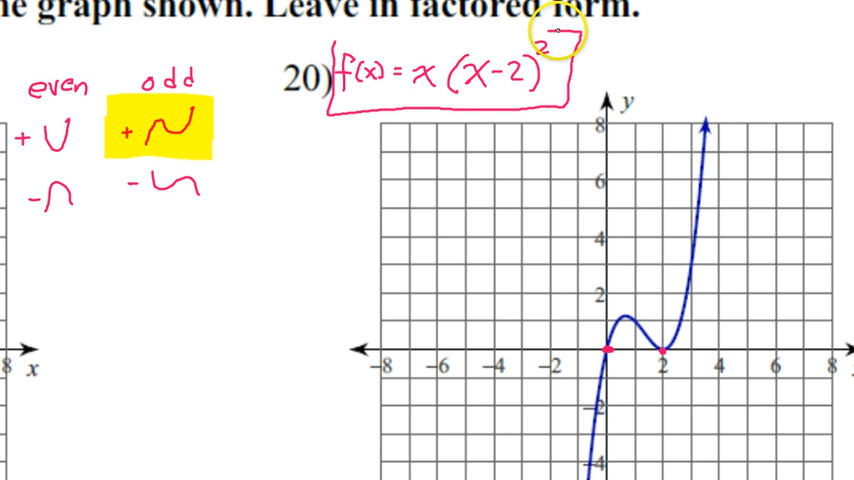 he graph shown. Leave in factored form.
even odd
20) f(x) = x (x-2)²
+ +
- -
y
8
6
4
2
8 x
-8 -6 -4 -2 2 4 6 8
-2
-4